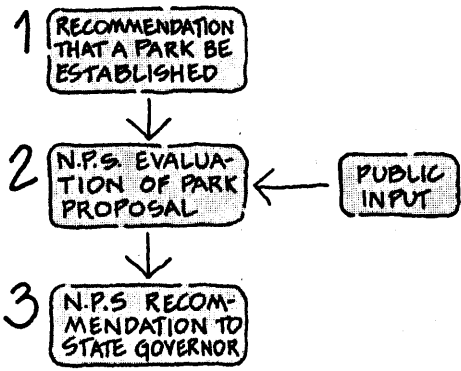 1
RECOMMENDATION
THAT A PARK BE
ESTABLISHED
2
N.P.S. EVALUA-
TION OF PARK
PROPOSAL
PUBLIC
INPUT
3
N.P.S RECOM-
MENDATION TO
STATE GOVERNOR